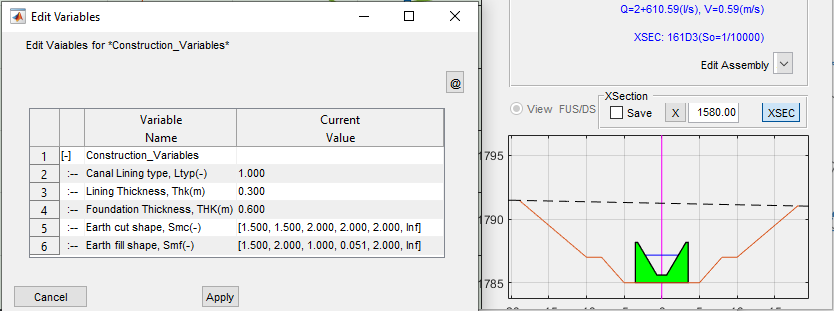 Edit Variables
Edit Vaiables for *Construction_Variables*
@
Variable Name
Current Value
1 [-] Construction_Variables
2 :-- Canal Lining type, Ltyp(-) 1.000
3 :-- Lining Thickness, Thk(m) 0.300
4 :-- Foundation Thickness, THK(m) 0.600
5 :-- Earth cut shape, Smc(-) [1.500, 1.500, 2.000, 2.000, 2.000, Inf]
6 :-- Earth fill shape, Smf(-) [1.500, 2.000, 1.000, 0.051, 2.000, Inf]
Cancel Apply
Q=2+610.59(l/s), V=0.59(m/s)
XSEC: 161D3(So=1/10000)
Edit Assembly
XSection
View FUS/DS Save X 1580.00 XSEC
1795
1790
1785